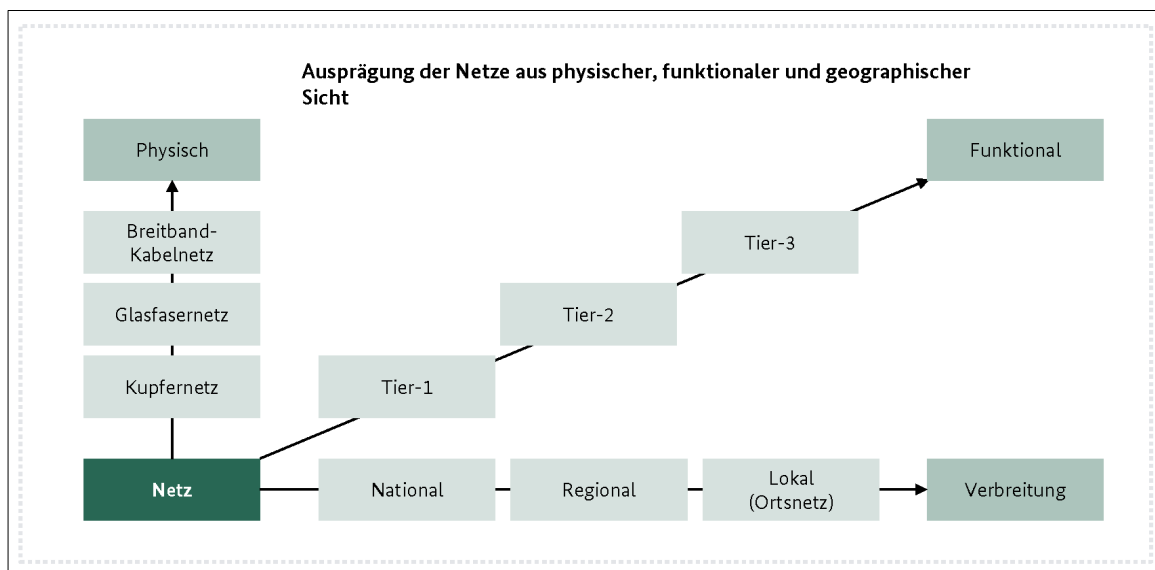 Ausprägung der Netze aus physischer, funktionaler und geographischer
Sicht
Physisch
Funktional
Breitband-
Kabelnetz
Tier-3
Glasfasernetz
Tier-2
Kupfernetz
Tier-1
Netz
National
Regional
Lokal
(Ortsnetz)
Verbreitung